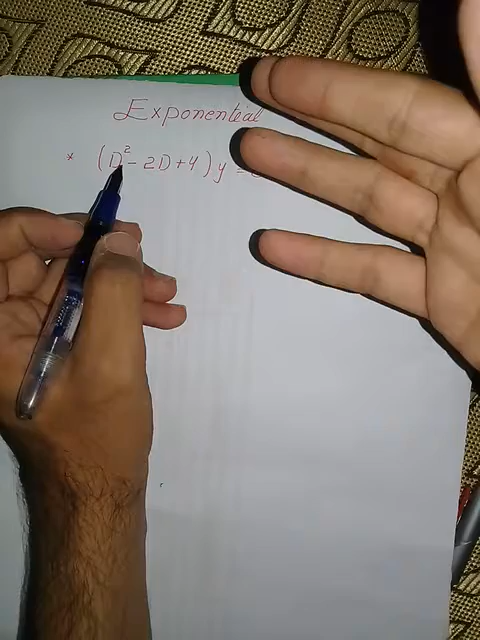 Exponential
* (D² - 2D + 4) y =